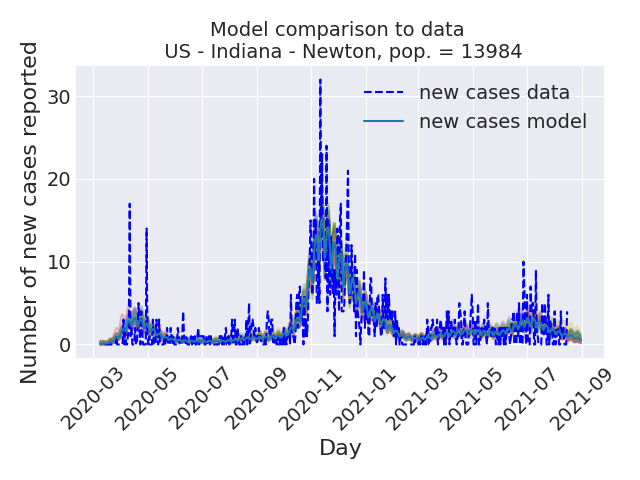 Model comparison to data
US - Indiana - Newton, pop. = 13984
Number of new cases reported
30
20
10
0
new cases data
new cases model
2020-03
2020-05
2020-07
2020-09
2020-11
2021-01
2021-03
2021-05
2021-07
2021-09
Day